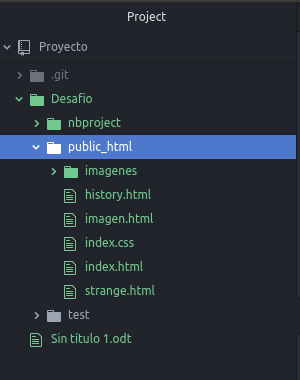 Project
Proyecto
.git
Desafio
nbproject
public_html
imagenes
history.html
imagen.html
index.css
index.html
strange.html
test
Sin título 1.odt